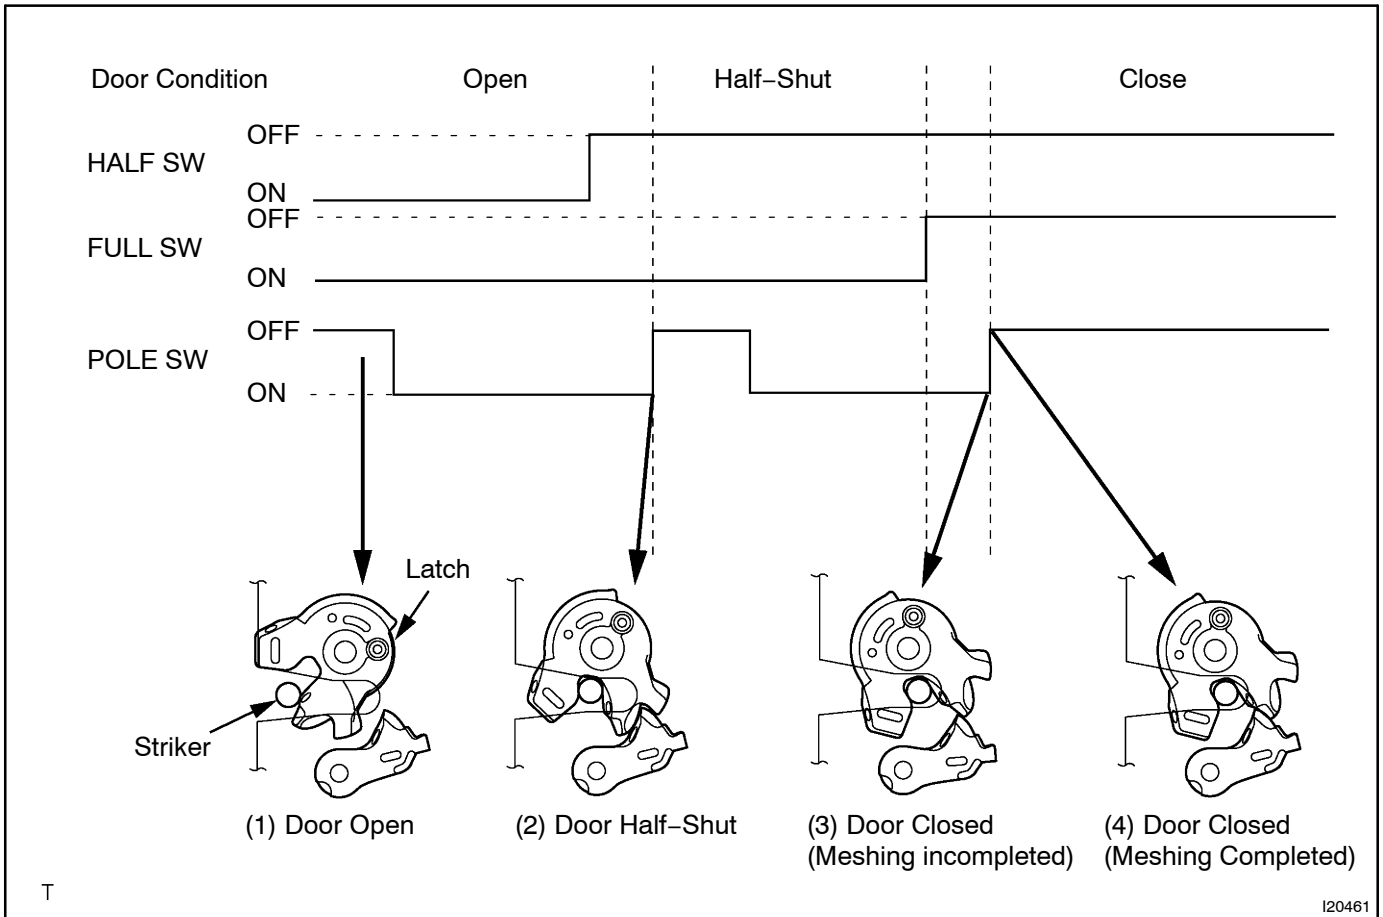 Door Condition Open Half−Shut Close
OFF
HALF SW
ON
OFF
FULL SW
ON
OFF
POLE SW
ON
Latch
Striker
(1) Door Open
(2) Door Half−Shut
(3) Door Closed
(Meshing incompleted)
(4) Door Closed
(Meshing Completed)
T
I20461